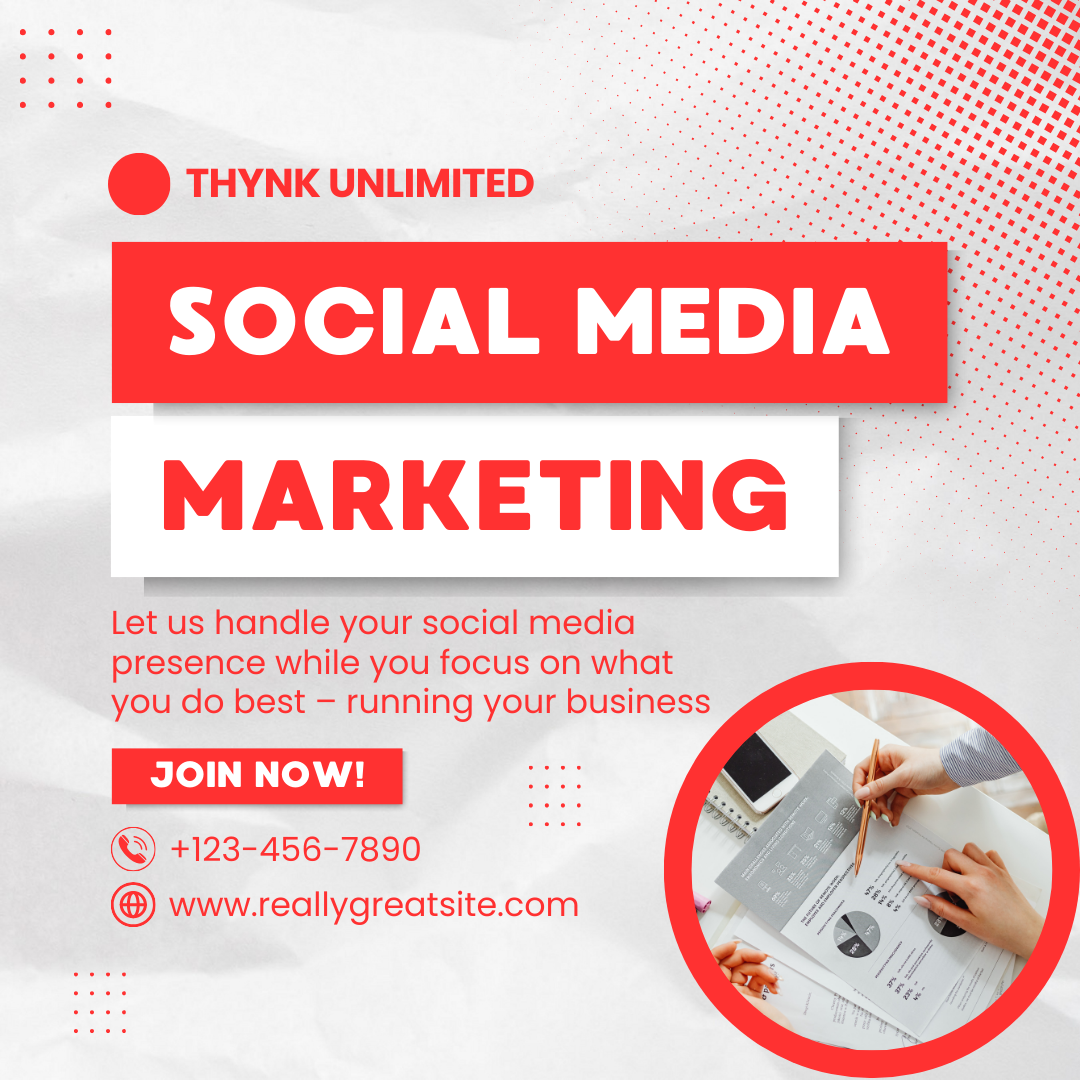 THYNK UNLIMITED
SOCIAL MEDIA
MARKETING
Let us handle your social media
presence while you focus on what
you do best – running your business
JOIN NOW!
+123-456-7890
www.reallygreatsite.com